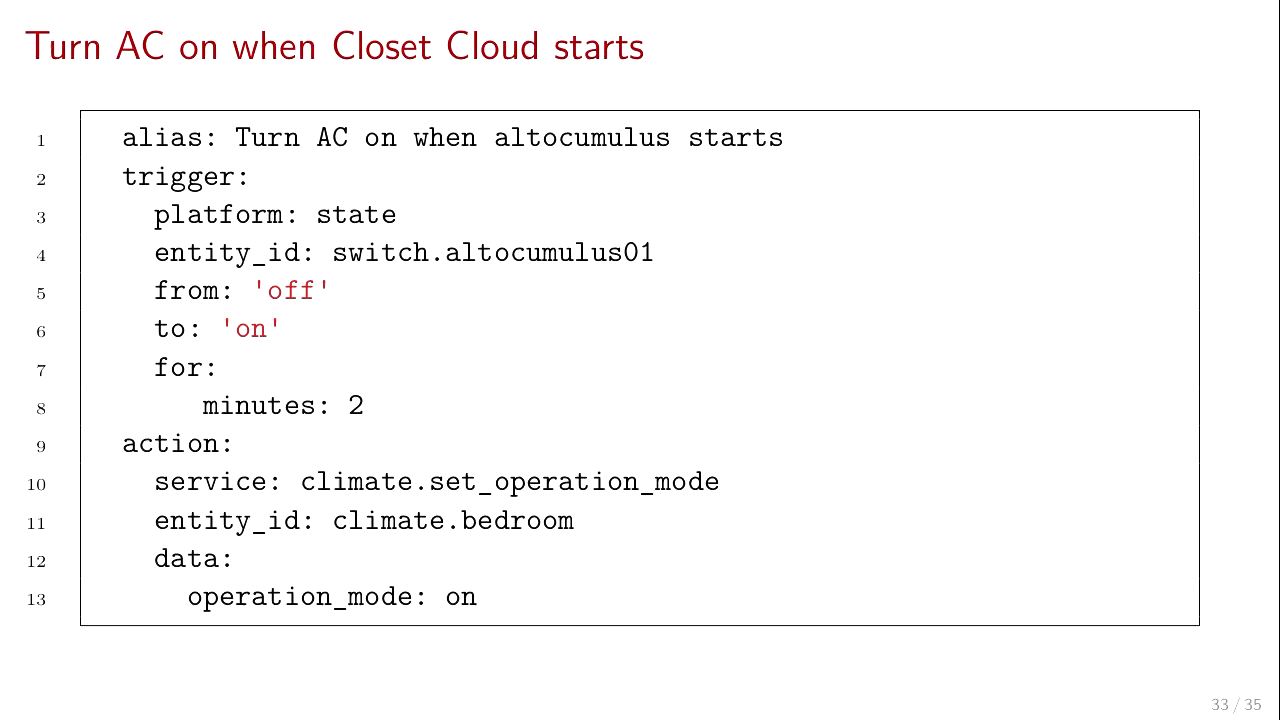 Turn AC on when Closet Cloud starts
1 alias: Turn AC on when altocumulus starts
2 trigger:
3 platform: state
4 entity_id: switch.altocumulus01
5 from: 'off'
6 to: 'on'
7 for:
8 minutes: 2
9 action:
10 service: climate.set_operation_mode
11 entity_id: climate.bedroom
12 data:
13 operation_mode: on
33 / 35